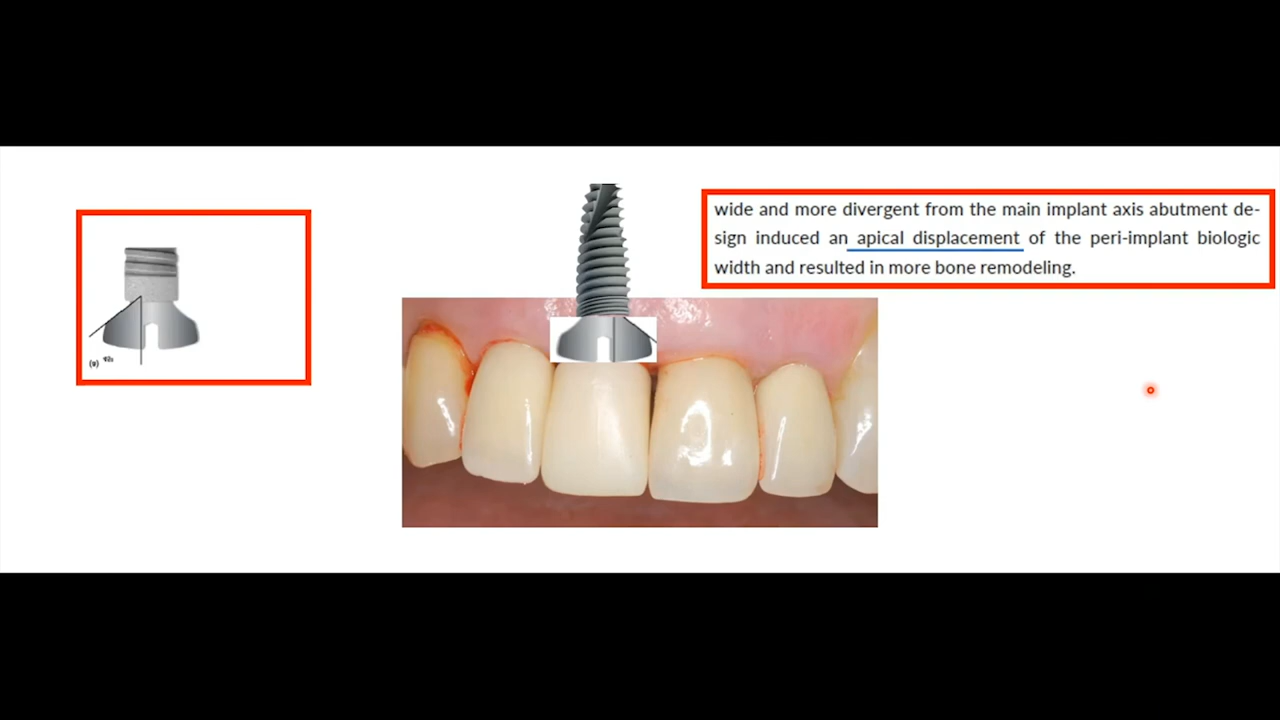 wide and more divergent from the main implant axis abutment de-
sign induced an apical displacement of the peri-implant biologic
width and resulted in more bone remodeling.